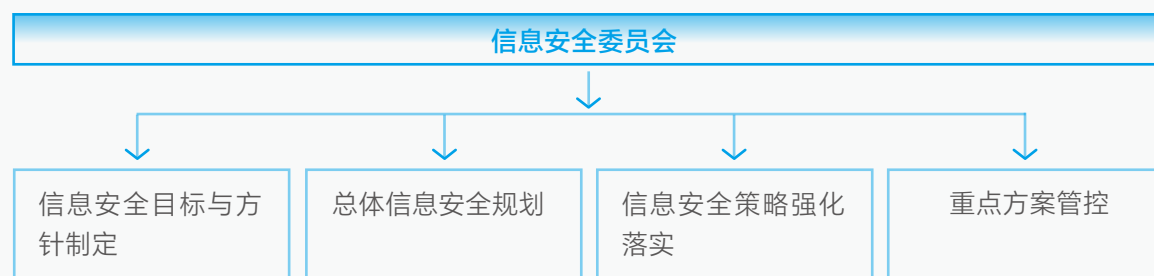 信息安全委员会
信息安全目标与方
针制定
总体信息安全规划
信息安全策略强化
落实
重点方案管控